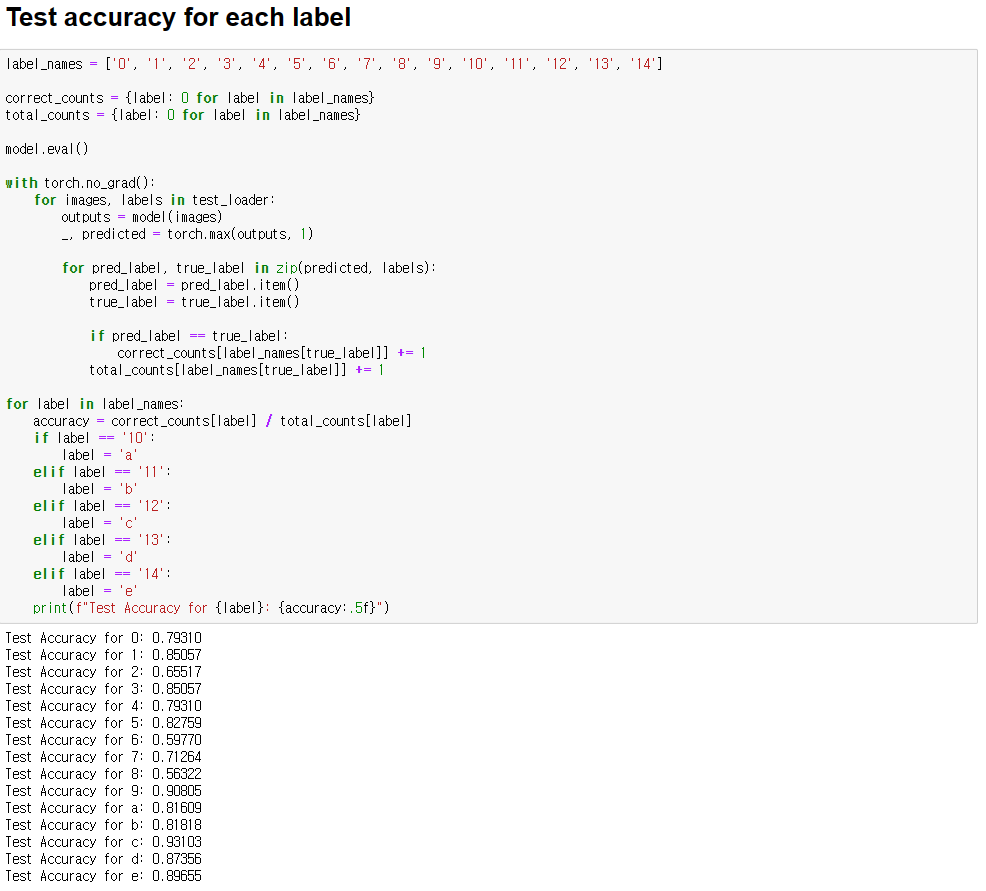 Test accuracy for each label
label_names = ['0', '1', '2', '3', '4', '5', '6', '7', '8', '9', '10', '11', '12', '13', '14']
correct_counts = {label: 0 for label in label_names}
total_counts = {label: 0 for label in label_names}
model.eval()
with torch.no_grad():
    for images, labels in test_loader:
        outputs = model(images)
        _, predicted = torch.max(outputs, 1)
        for pred_label, true_label in zip(predicted, labels):
            pred_label = pred_label.item()
            true_label = true_label.item()
            if pred_label == true_label:
                correct_counts[label_names[true_label]] += 1
            total_counts[label_names[true_label]] += 1
for label in label_names:
    accuracy = correct_counts[label] / total_counts[label]
    if label == '10':
        label = 'a'
    elif label == '11':
        label = 'b'
    elif label == '12':
        label = 'c'
    elif label == '13':
        label = 'd'
    elif label == '14':
        label = 'e'
    print(f"Test Accuracy for {label}: {accuracy:.5f}")
Test Accuracy for 0: 0.79310
Test Accuracy for 1: 0.85057
Test Accuracy for 2: 0.65517
Test Accuracy for 3: 0.85057
Test Accuracy for 4: 0.79310
Test Accuracy for 5: 0.82759
Test Accuracy for 6: 0.59770
Test Accuracy for 7: 0.71264
Test Accuracy for 8: 0.56322
Test Accuracy for 9: 0.90805
Test Accuracy for a: 0.81609
Test Accuracy for b: 0.81818
Test Accuracy for c: 0.93103
Test Accuracy for d: 0.87356
Test Accuracy for e: 0.89655